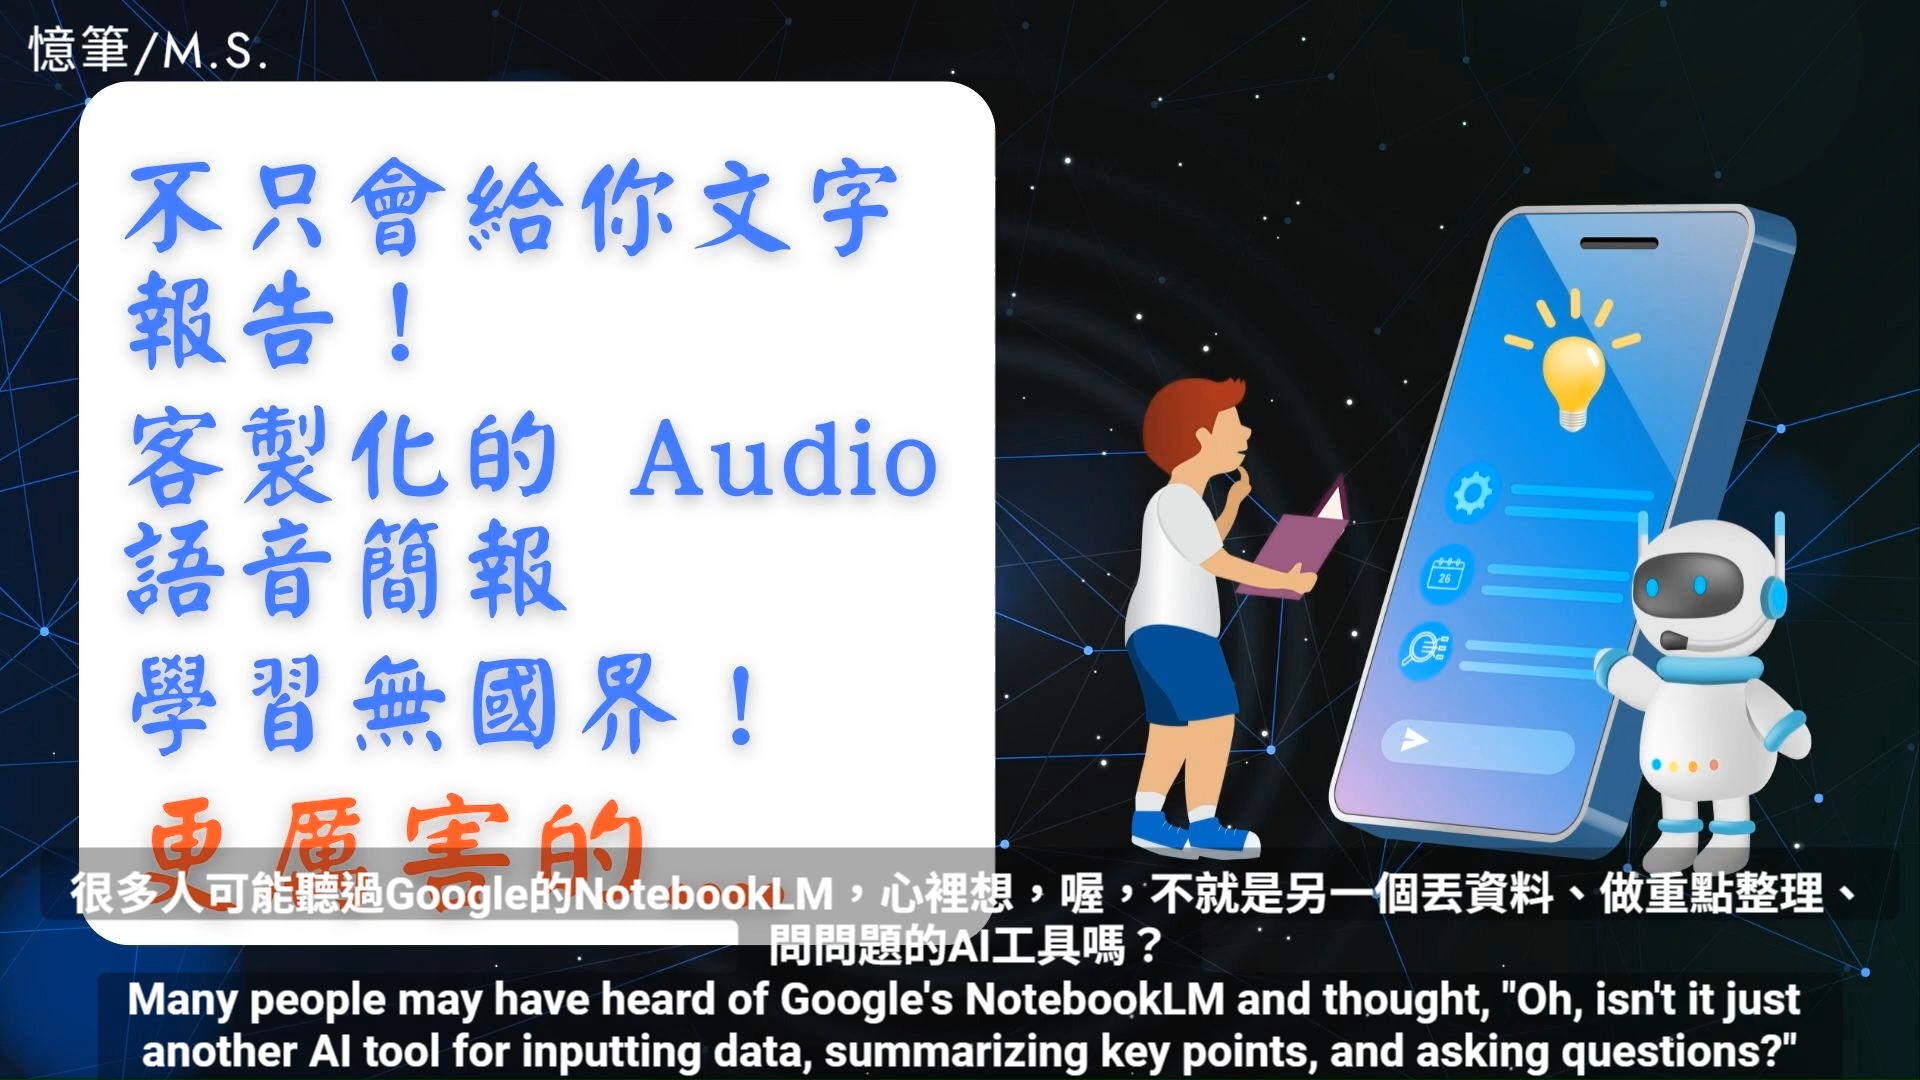 憶筆/M.S.
不只會給你文字
報告！
客製化的 Audio
語音簡報
學習無國界！
更厲害的...
26
很多人可能聽過Google的NotebookLM，心裡想，喔，不就是另一個丟資料、做重點整理、
問問題的AI工具嗎？
Many people may have heard of Google's NotebookLM and thought, "Oh, isn't it just
another AI tool for inputting data, summarizing key points, and asking questions?"